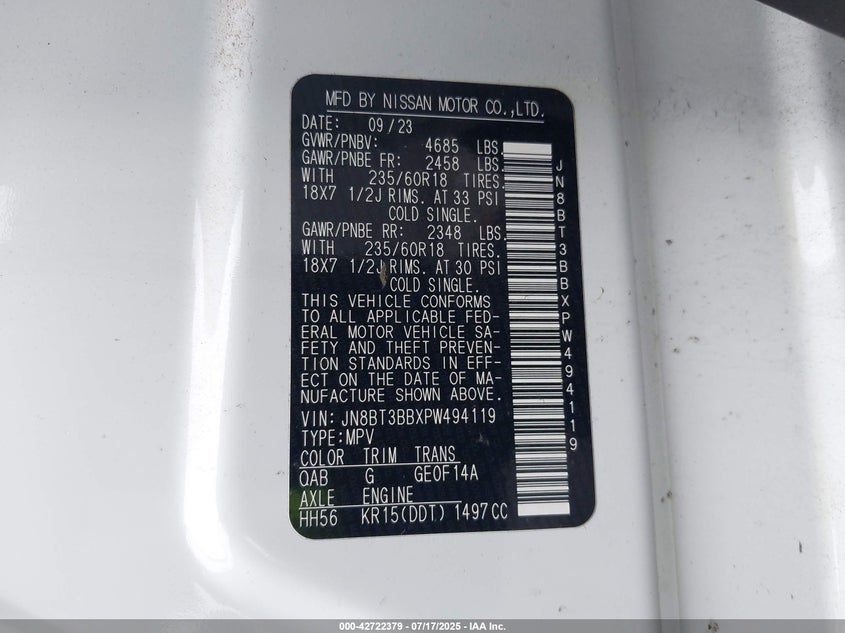 MFD BY NISSAN MOTOR CO.,LTD.
DATE: 09/23
GVWR/PNBV: 4685 LBS.
GAWR/PNBE FR: 2458 LBS.
WITH 235/60R18 TIRES.
18X7 1/2J RIMS. AT 33 PSI
COLD SINGLE.
GAWR/PNBE RR: 2348 LBS.
WITH 235/60R18 TIRES.
18X7 1/2J RIMS. AT 30 PSI
COLD SINGLE.
THIS VEHICLE CONFORMS
TO ALL APPLICABLE FED-
ERAL MOTOR VEHICLE SA-
FETY AND THEFT PREVEN-
TION STANDARDS IN EFF-
ECT ON THE DATE OF MA-
NUFACTURE SHOWN ABOVE.
VIN: JN8BT3BBXPW494119
TYPE:MPV
COLOR TRIM TRANS
QAB G GE0F14A
AXLE ENGINE
HH56 KR15(DDT) 1497CC
JN8BT3BBXPW494119
000-42722379 - 07/17/2025 - IAA Inc.